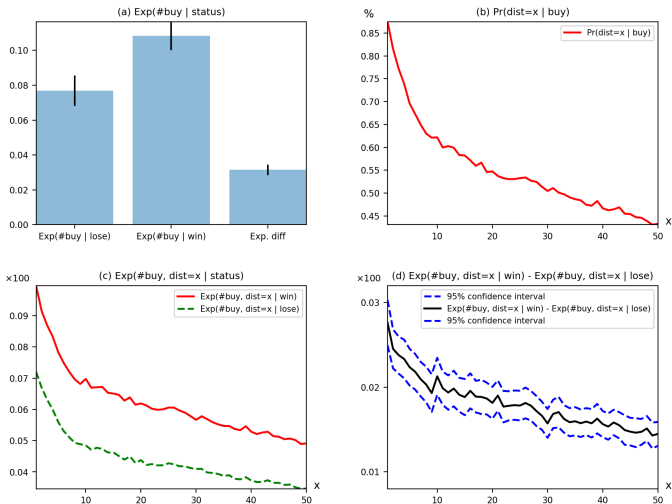 (a) Exp(#buy | status)
0.10
0.08
0.06
0.04
0.02
0.00
Exp(#buy | lose)
Exp(#buy | win)
Exp. diff
(b) Pr(dist=x | buy)
%
0.85
0.80
0.75
0.70
0.65
0.60
0.55
0.50
0.45
Pr(dist=x | buy)
10
20
30
40
50
x
(c) Exp(#buy, dist=x | status)
×100
0.09
0.08
0.07
0.06
0.05
0.04
Exp(#buy, dist=x | win)
Exp(#buy, dist=x | lose)
10
20
30
40
50
x
(d) Exp(#buy, dist=x | win) - Exp(#buy, dist=x | lose)
×100
0.03
0.02
0.01
95% confidence interval
Exp(#buy, dist=x | win) - Exp(#buy, dist=x | lose)
95% confidence interval
10
20
30
40
50
x